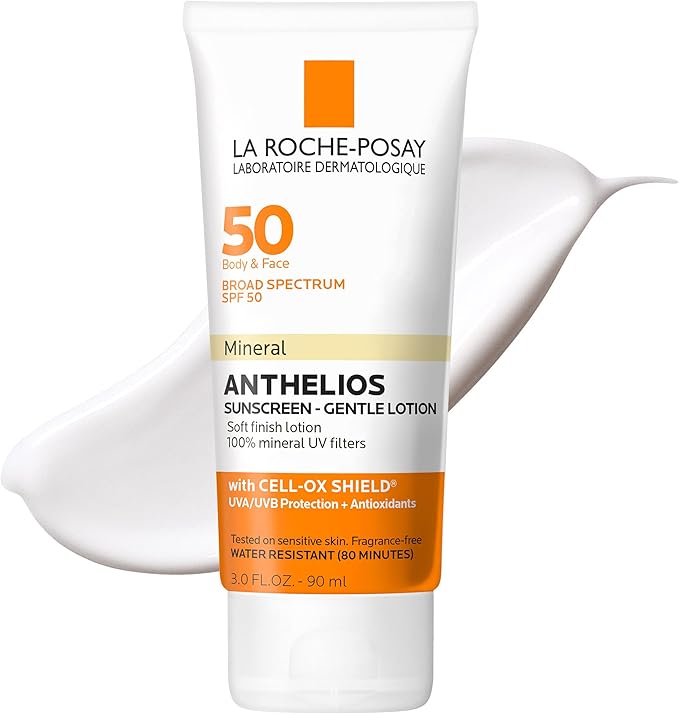 LA ROCHE-POSAY
LABORATOIRE DERMATOLOGIQUE
50
Body & Face
BROAD SPECTRUM
SPF 50
Mineral
ANTHELIOS
SUNSCREEN - GENTLE LOTION
Soft finish lotion
100% mineral UV filters
with CELL-OX SHIELD®
UVA/UVB Protection + Antioxidants
Tested on sensitive skin. Fragrance-free
WATER RESISTANT (80 MINUTES)
3.0 FL.OZ. - 90 ml